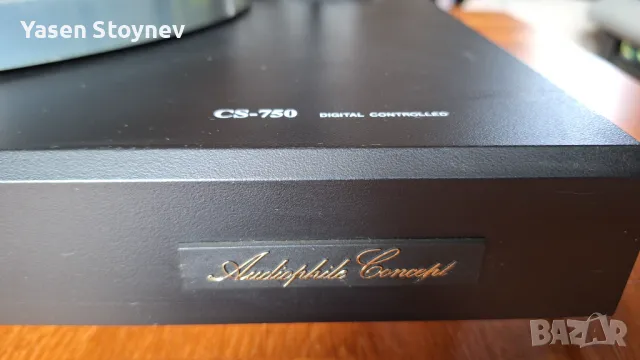 Yasen Stoynev
CS-750 DIGITAL CONTROLLED
Audiophile Concept
BAZAR